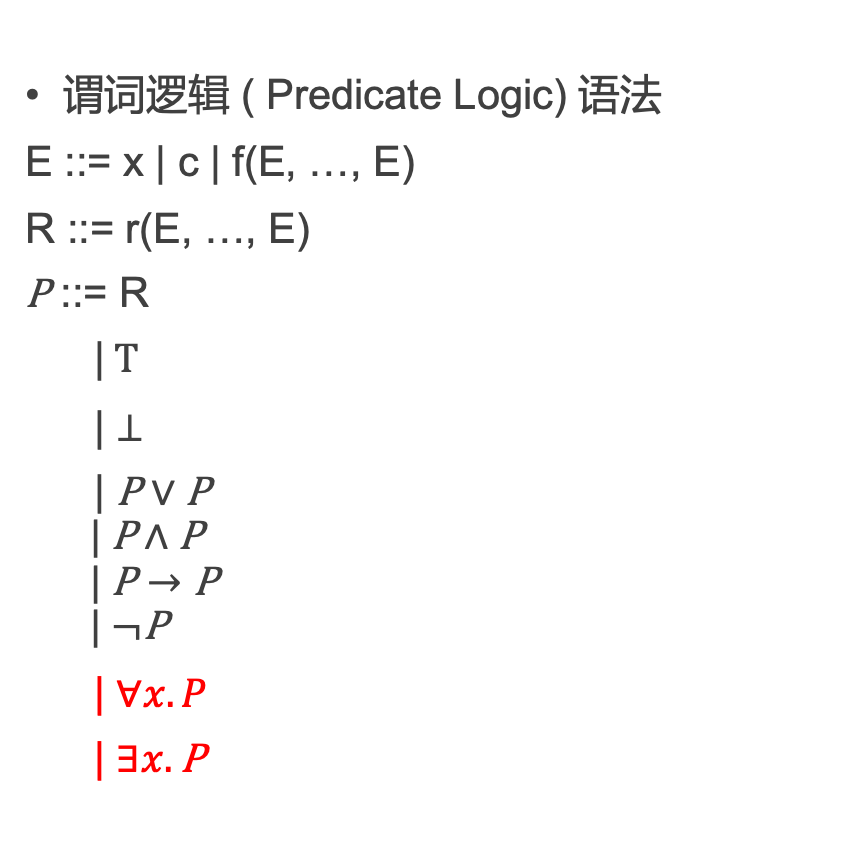 • 谓词逻辑 ( Predicate Logic) 语法
E ::= x | c | f(E, …, E)
R ::= r(E, …, E)
𝑃 ::= R
| T
| ⊥
| 𝑃 ∨ 𝑃
| 𝑃 ∧ 𝑃
| 𝑃 → 𝑃
| ¬𝑃
| ∀𝑥. 𝑃
| ∃𝑥. 𝑃